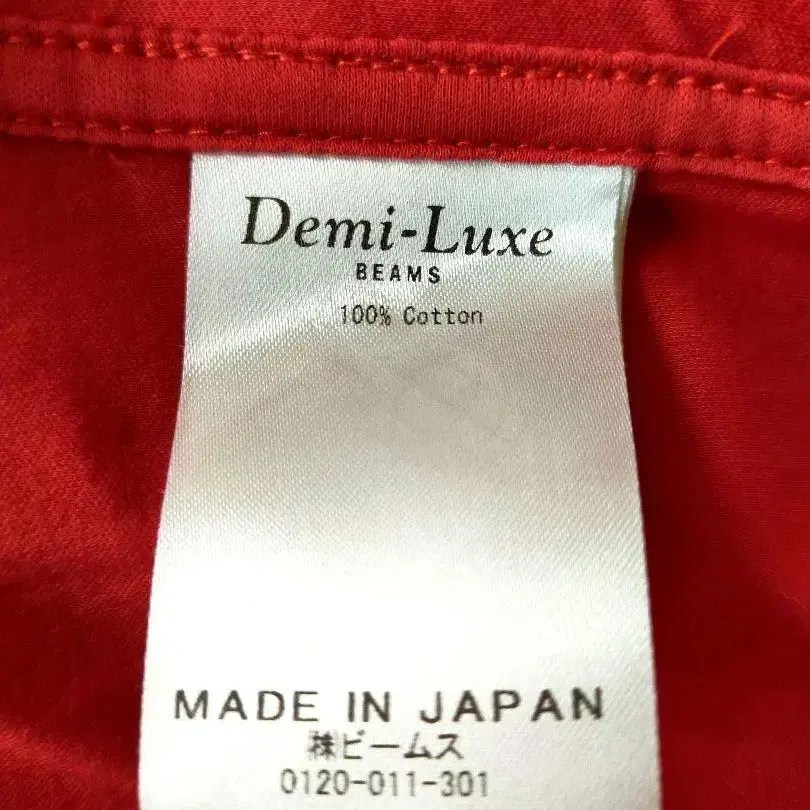 Demi-Luxe
BEAMS
100% Cotton
MADE IN JAPAN
㈱ビームス
0120-011-301